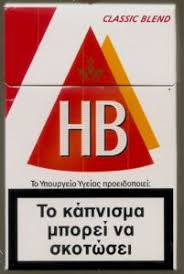 CLASSIC BLEND
HB
Το Υπουργείο Υγείας προειδοποιεί:
Το κάπνισμα
μπορεί να
σκοτώσει